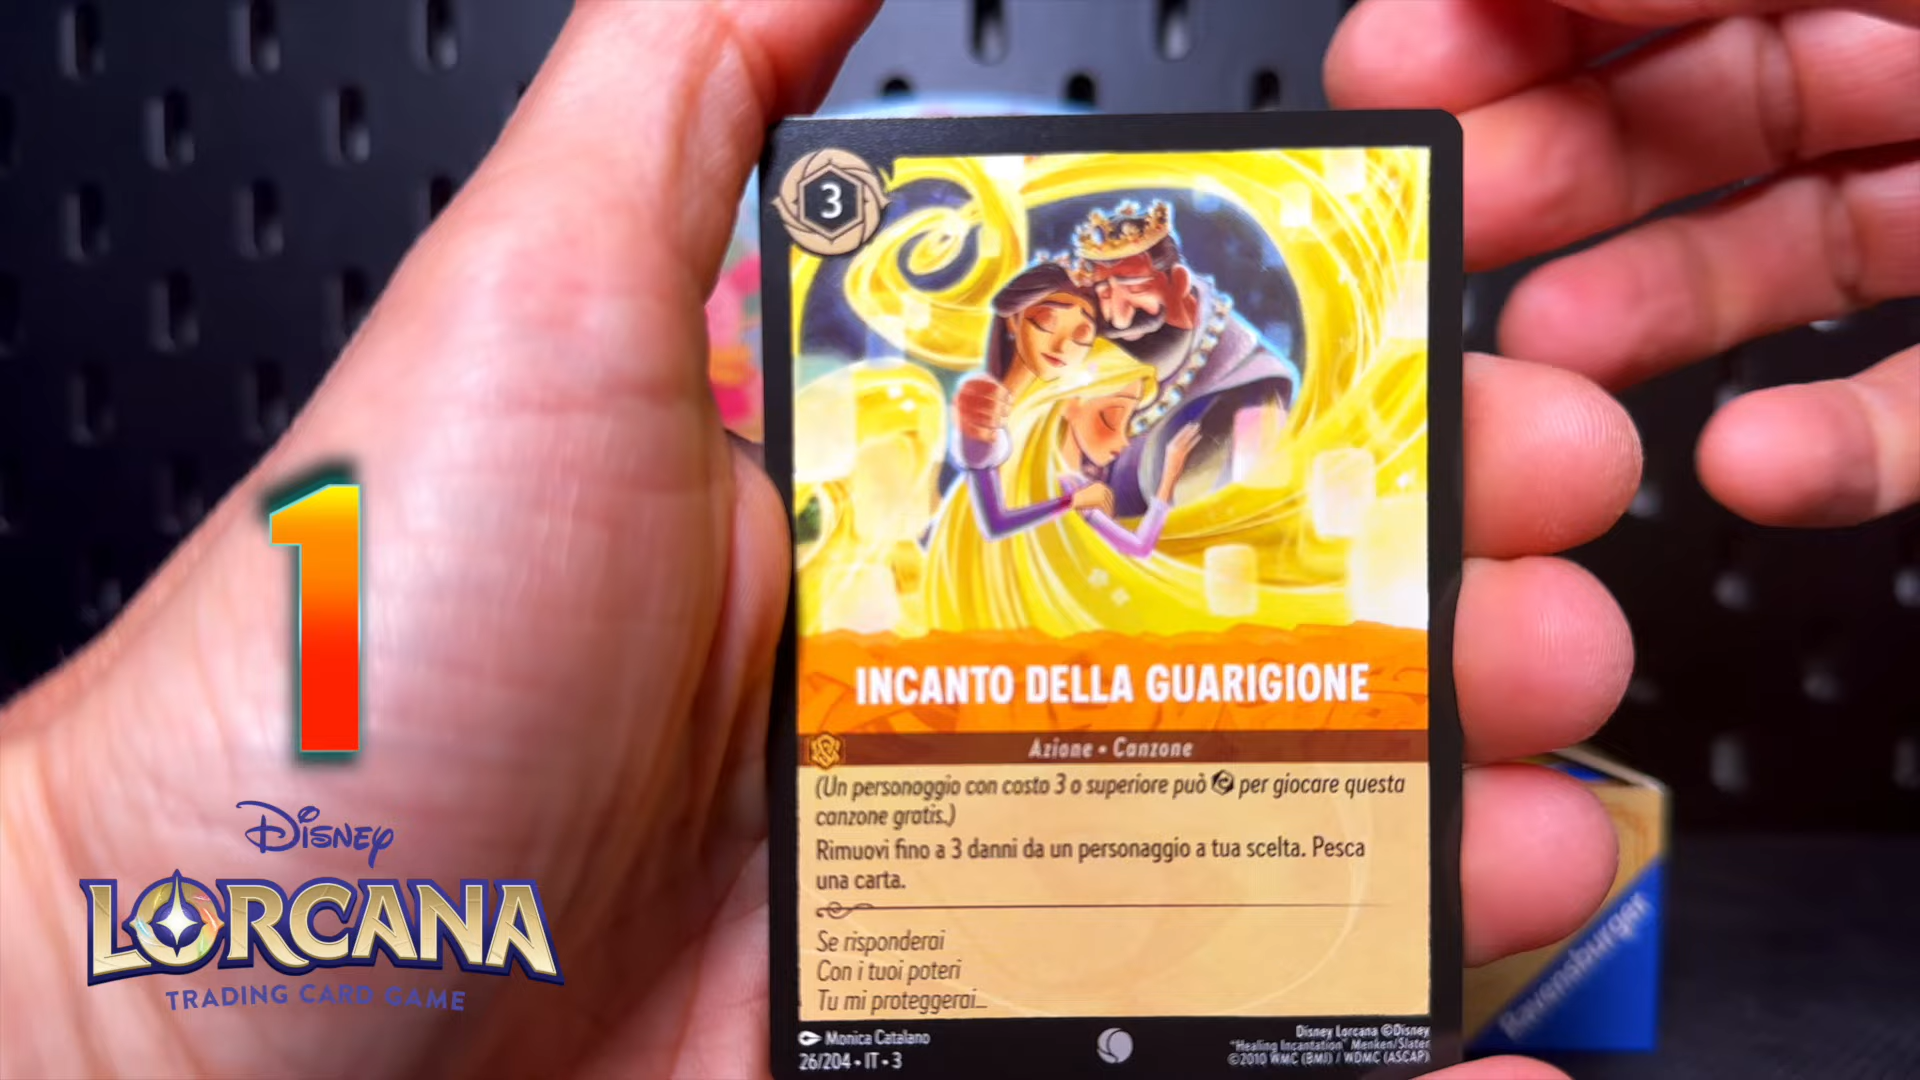 3
INCANTO DELLA GUARIGIONE
Azione • Canzone
(Un personaggio con costo 3 o superiore può per giocare questa
canzone gratis.)
Rimuovi fino a 3 danni da un personaggio a tua scelta. Pesca
una carta.
Se risponderai
Con i tuoi poteri
Tu mi proteggerai...
Monica Catalano
26/204 • IT • 3
Disney Lorcana ©Disney
"Healing Incantation" Menken/Slater
©2010 WMC (BMI) / WDMC (ASCAP)
1
Disney
LORCANA
TRADING CARD GAME
Ravensburger